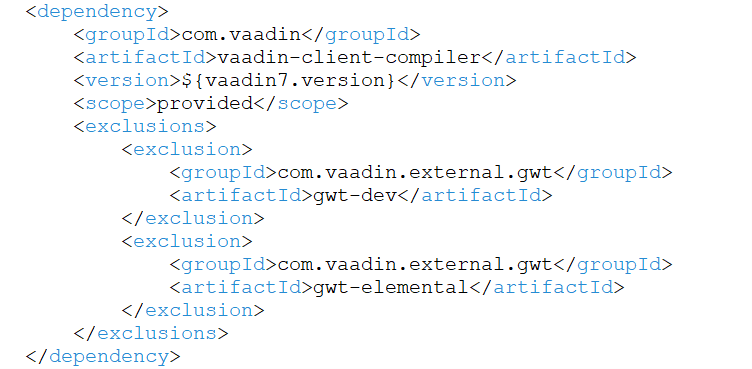 <dependency>
    <groupId>com.vaadin</groupId>
    <artifactId>vaadin-client-compiler</artifactId>
    <version>${vaadin7.version}</version>
    <scope>provided</scope>
    <exclusions>
        <exclusion>
            <groupId>com.vaadin.external.gwt</groupId>
            <artifactId>gwt-dev</artifactId>
        </exclusion>
        <exclusion>
            <groupId>com.vaadin.external.gwt</groupId>
            <artifactId>gwt-elemental</artifactId>
        </exclusion>
    </exclusions>
</dependency>